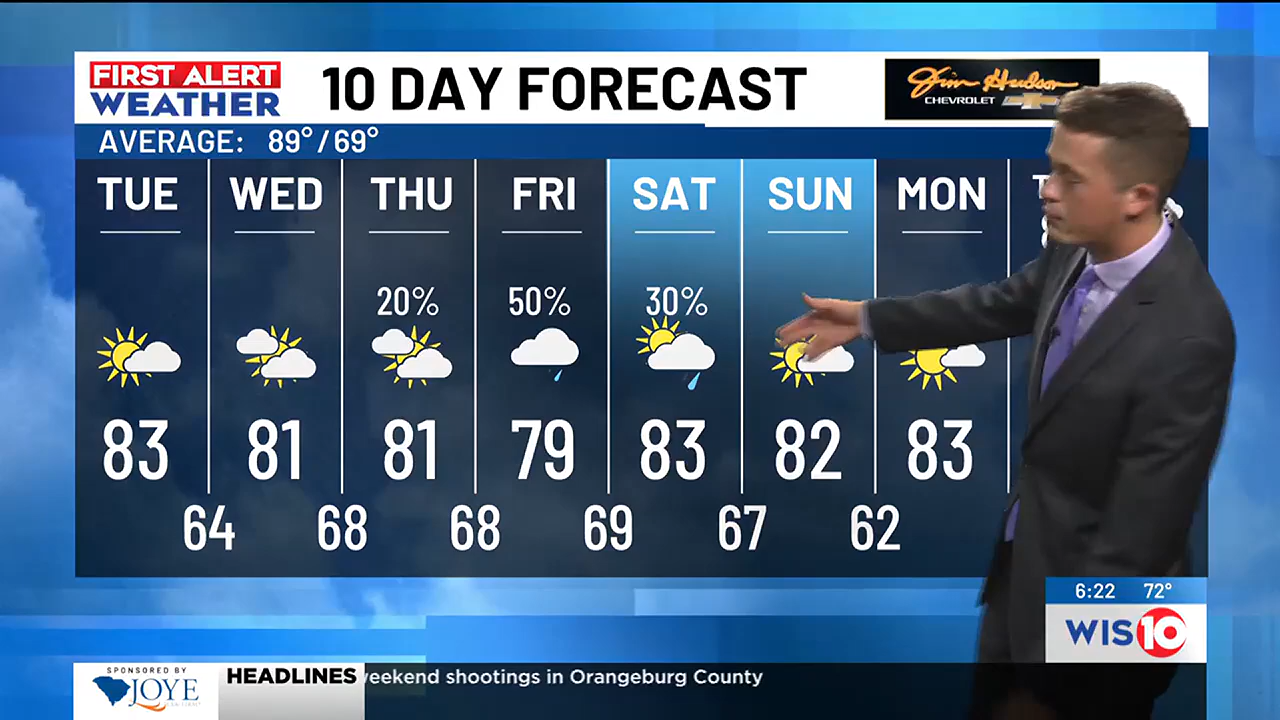 FIRST ALERT
WEATHER
10 DAY FORECAST
Jim Hudson
CHEVROLET
AVERAGE: 89°/69°
TUE WED THU FRI SAT SUN MON
20% 50% 30%
83 81 81 79 83 82 83
64 68 68 69 67 62
6:22 72°
WIS10
SPONSORED BY
JOYE
HEADLINES
weekend shootings in Orangeburg County